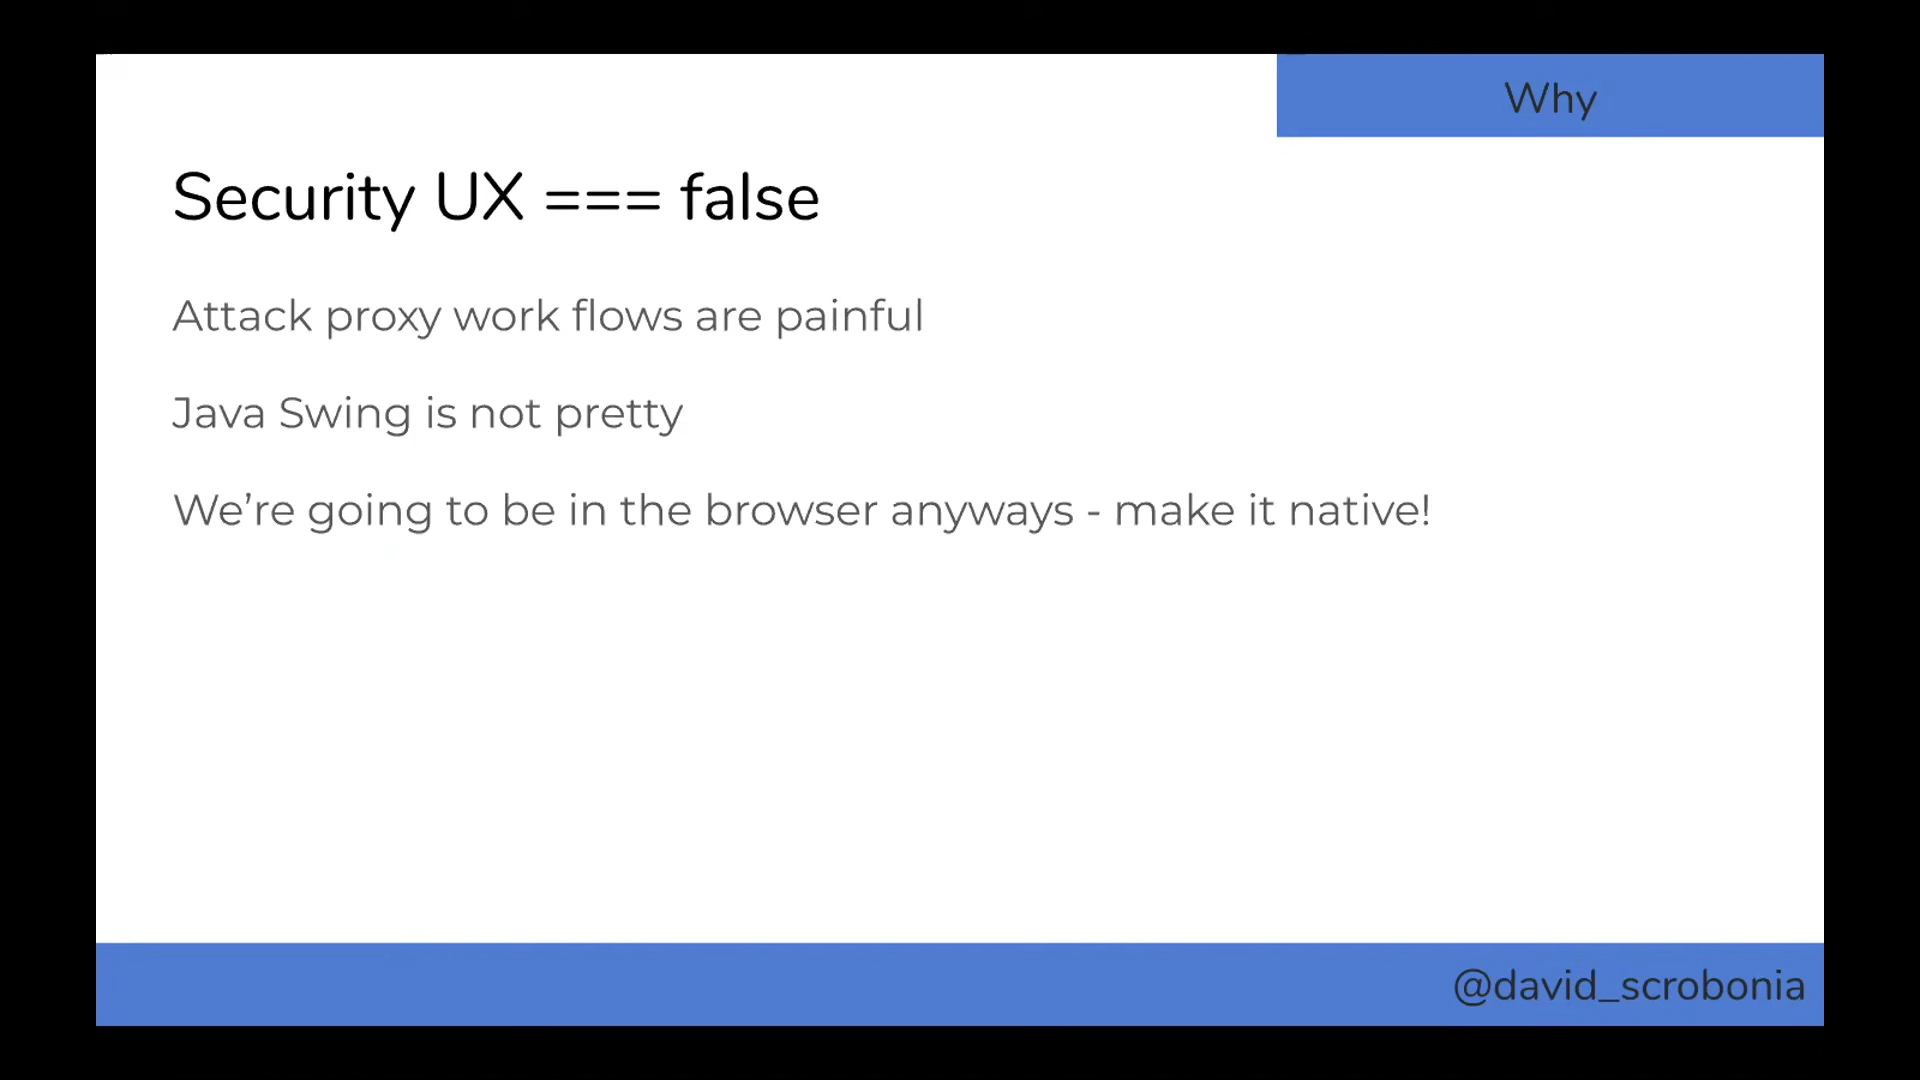 Why
Security UX === false
Attack proxy work flows are painful
Java Swing is not pretty
We’re going to be in the browser anyways - make it native!
@david_scrobonia